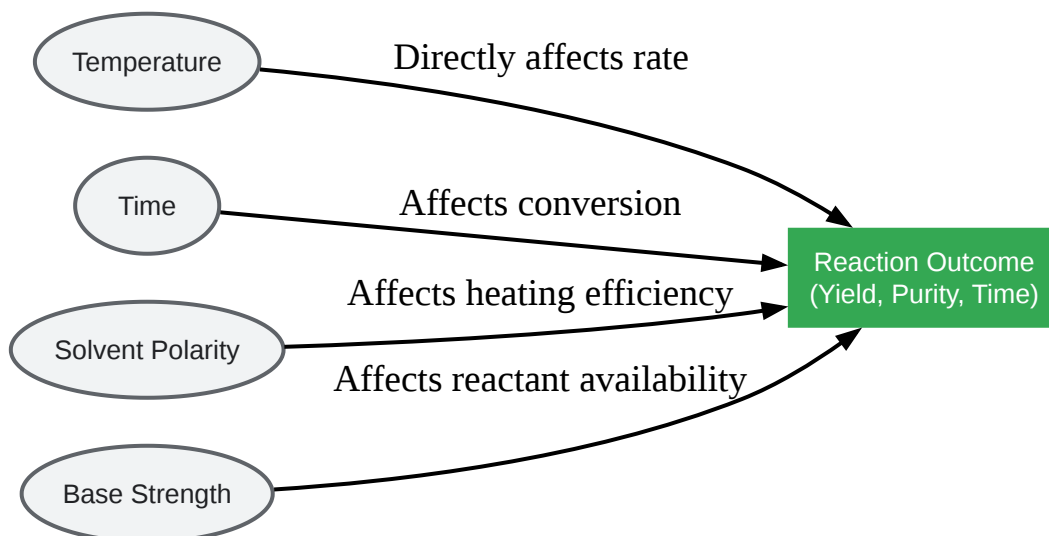 Temperature
Directly affects rate
Time
Affects conversion
Reaction Outcome
(Yield, Purity, Time)
Affects heating efficiency
Solvent Polarity
Affects reactant availability
Base Strength